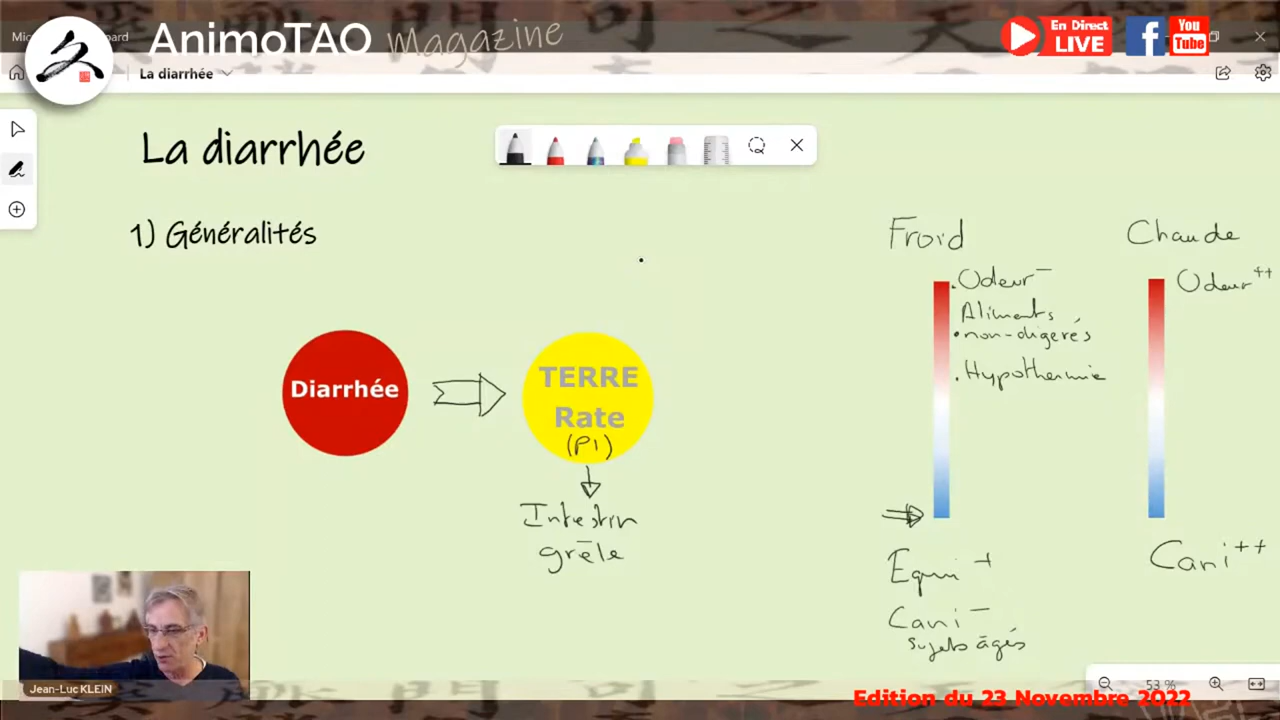 AnimoTAO Magazine
En Direct
LIVE
You
Tube
La diarrhée
La diarrhée
1) Généralités
Froid
Chaude
.Odeur-
Odeur++
Aliments
•non-digérés
.Hypothermie
Diarrhée
TERRE
Rate
(PI)
Intestin
grêle
Equi +
Cani++
Cani -
sujets âgés
Jean-Luc KLEIN
53 %
Edition du 23 Novembre 2022